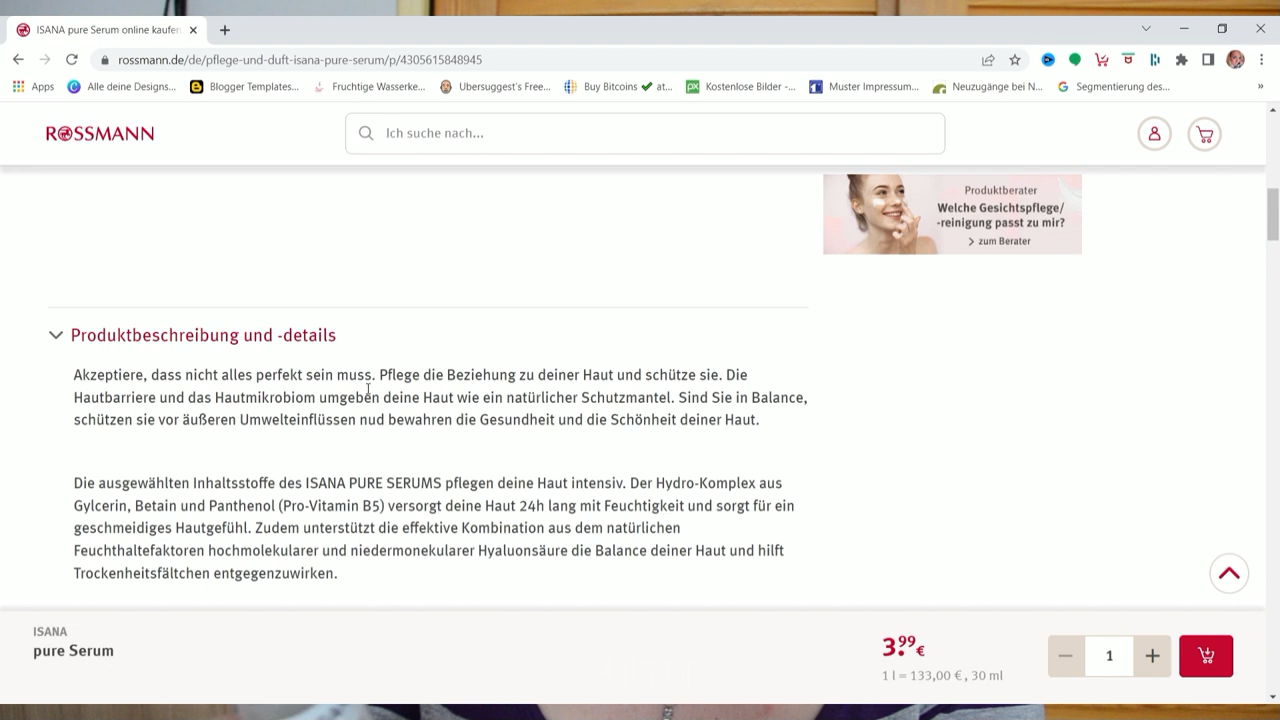 ISANA pure Serum online kaufen
rossmann.de/de/pflege-und-duft-isana-pure-serum/p/4305615849945
Apps
Alle deine Designs...
Blogger Templates...
Fruchtige Wasserke...
Ubersuggest's Free...
Buy Bitcoins ✔ at...
Kostenlose Bilder -...
Muster Impressum...
Neuzugänge bei N...
Segmentierung des...
»
ROSSMANN
Ich suche nach...
Produktberater
Welche Gesichtspflege/
-reinigung passt zu mir?
> zum Berater
Produktbeschreibung und -details
Akzeptiere, dass nicht alles perfekt sein muss. Pflege die Beziehung zu deiner Haut und schütze sie. Die
Hautbarriere und das Hautmikrobiom umgeben deine Haut wie ein natürlicher Schutzmantel. Sind Sie in Balance,
schützen sie vor äußeren Umwelteinflüssen nud bewahren die Gesundheit und die Schönheit deiner Haut.
Die ausgewählten Inhaltsstoffe des ISANA PURE SERUMS pflegen deine Haut intensiv. Der Hydro-Komplex aus
Gylcerin, Betain und Panthenol (Pro-Vitamin B5) versorgt deine Haut 24h lang mit Feuchtigkeit und sorgt für ein
geschmeidiges Hautgefühl. Zudem unterstützt die effektive Kombination aus dem natürlichen
Feuchthaltefaktoren hochmolekularer und niedermonekularer Hyaluonsäure die Balance deiner Haut und hilft
Trockenheitsfältchen entgegenzuwirken.
ISANA
pure Serum
3.99 €
1 l = 133,00 €, 30 ml
1